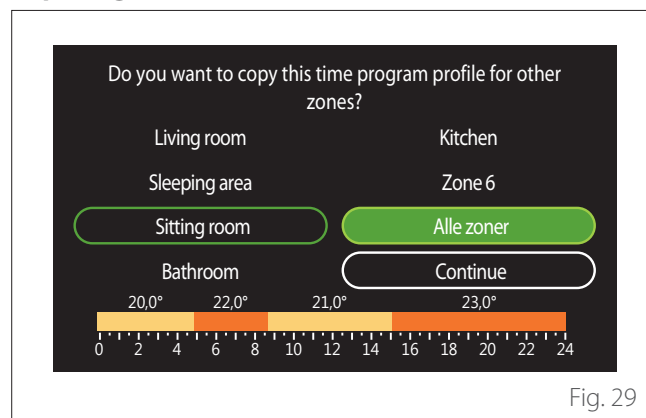 Do you want to copy this time program profile for other
zones?
Living room Kitchen
Sleeping area Zone 6
Sitting room Alle zoner
Bathroom Continue
20,0° 22,0° 21,0° 23,0°
0 2 4 6 8 10 12 14 16 18 20 22 24
Fig. 29